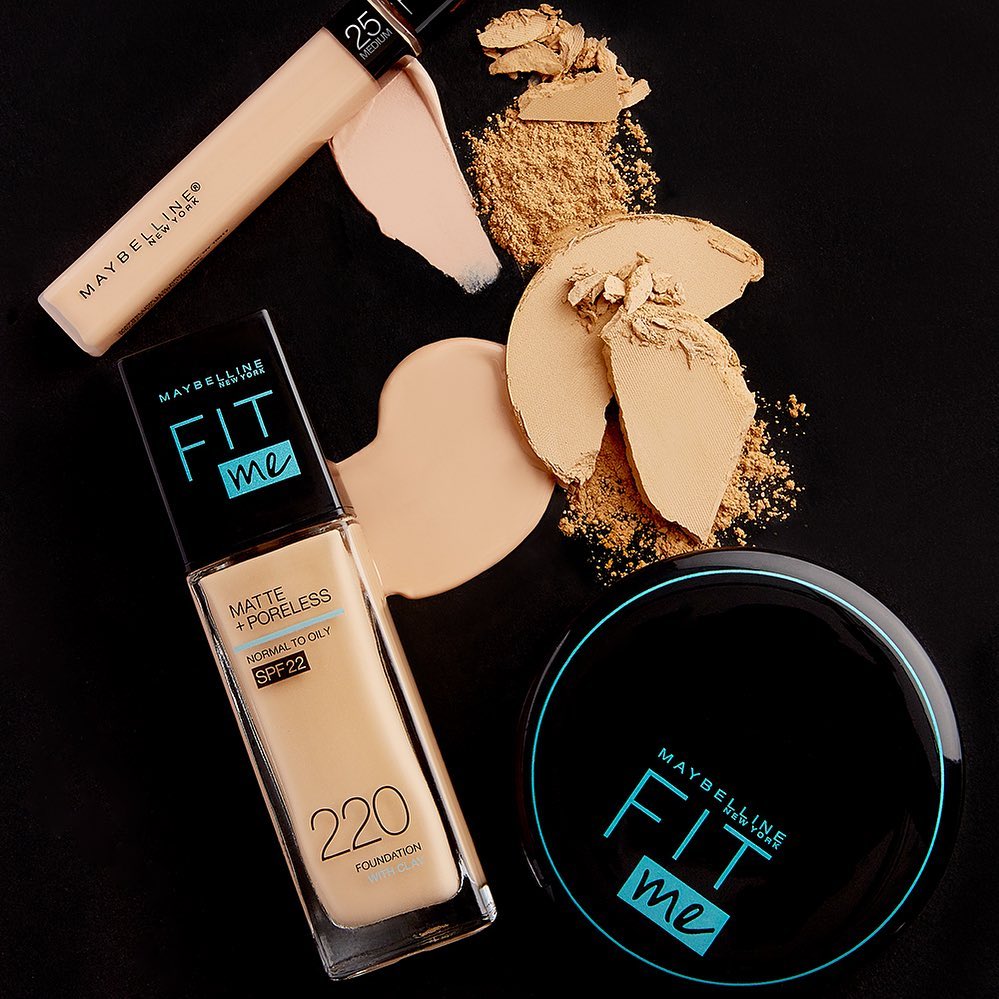 25
MEDIUM
MAYBELLINE®
NEW YORK
MAYBELLINE
NEW YORK
FIT
me
MATTE
+ PORELESS
NORMAL TO OILY
SPF 22
220
FOUNDATION
WITH CLAY
MAYBELLINE
NEW YORK
FIT
me